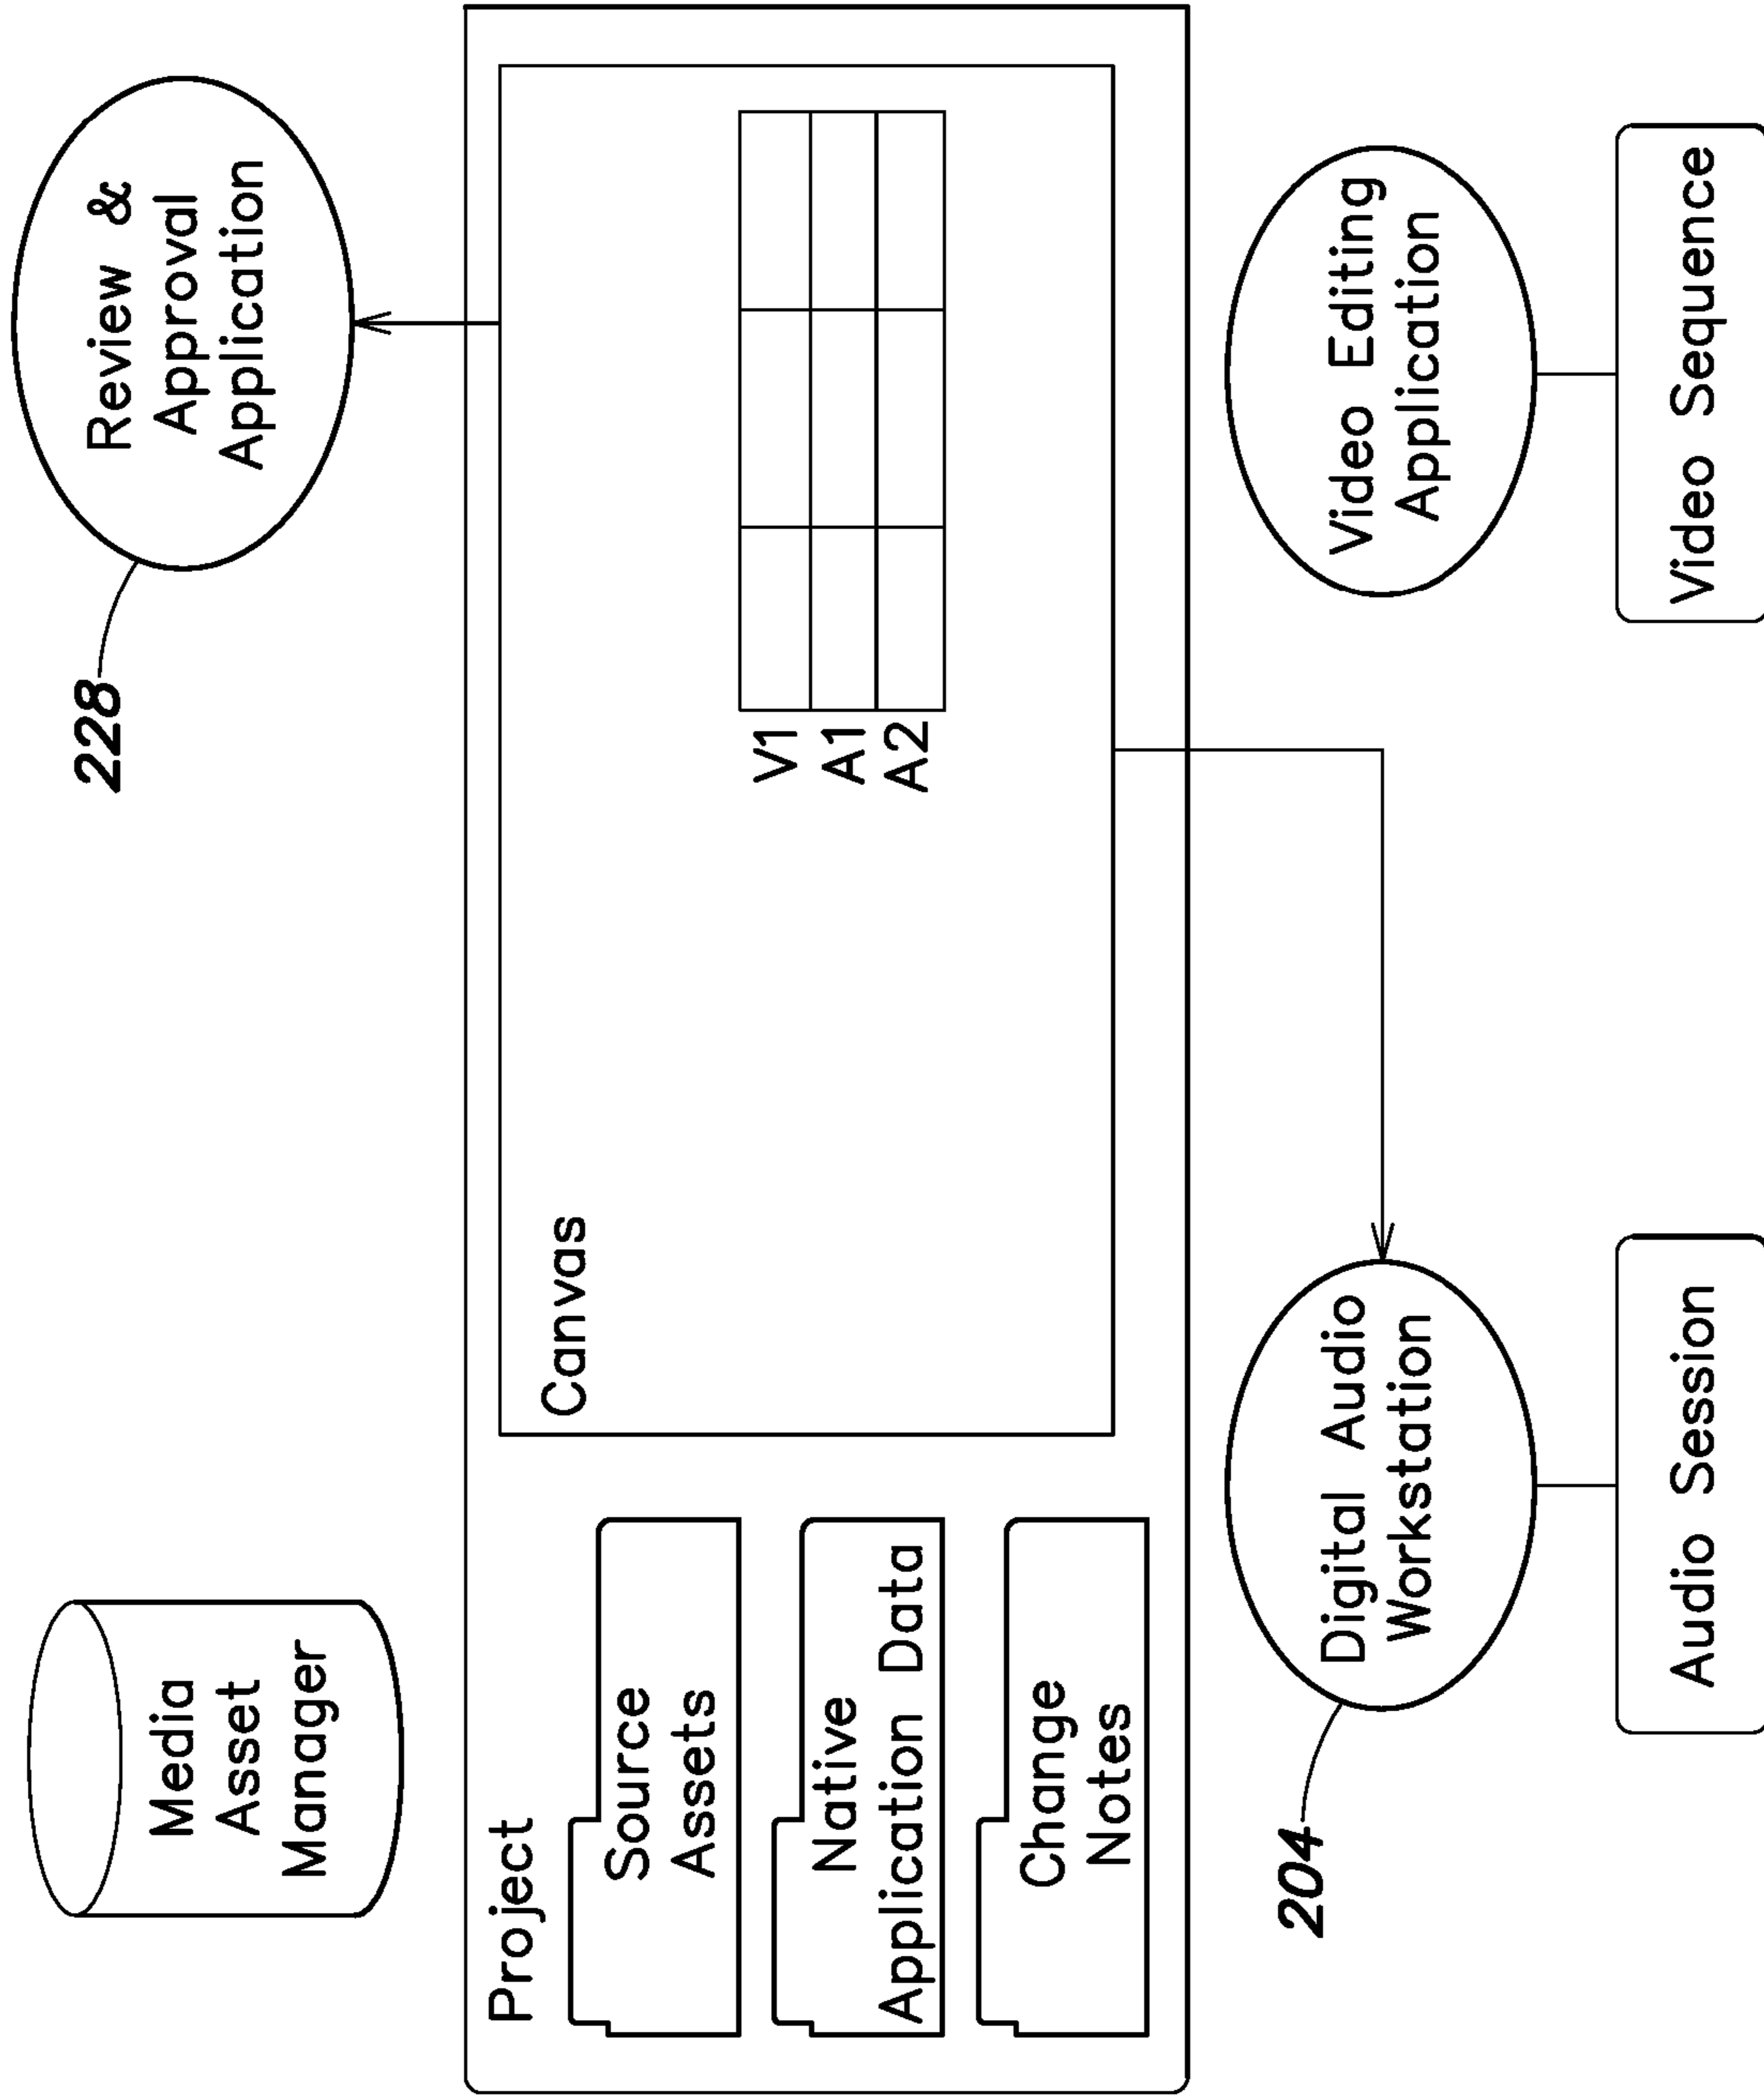 Media
Asset
Manager
228
Review &
Approval
Application
Project
Source
Assets
Native
Application Data
Change
Notes
Canvas
V1
A1
A2
204
Digital Audio
Workstation
Video Editing
Application
Audio Session
Video Sequence